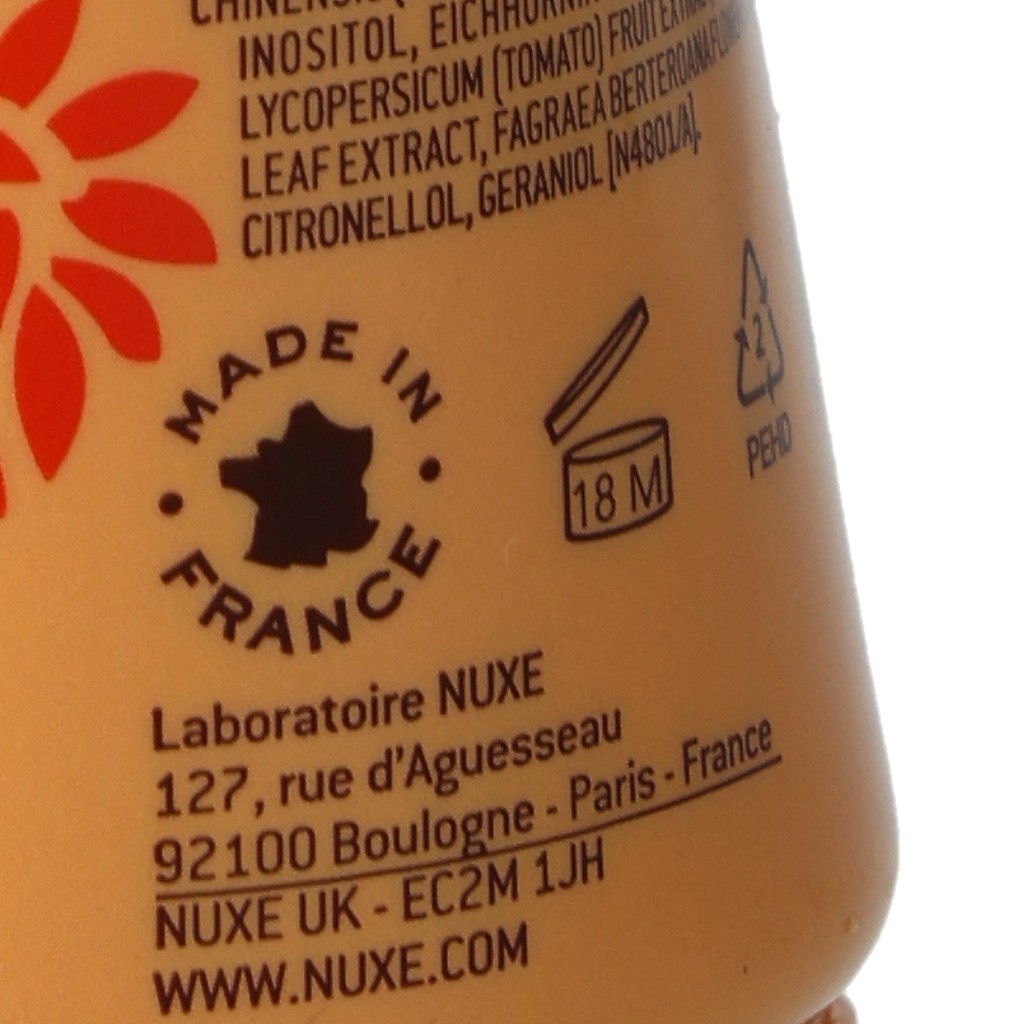 INOSITOL,
LYCOPERSICUM (TOMATO) FRUIT
LEAF EXTRACT, FAGRAEA BERTEROANA
CITRONELLOL, GERANIOL [N4801/A].
MADE IN
FRANCE
18 M
2
PEHD
Laboratoire NUXE
127, rue d'Aguesseau
92100 Boulogne - Paris - France
NUXE UK - EC2M 1JH
WWW.NUXE.COM